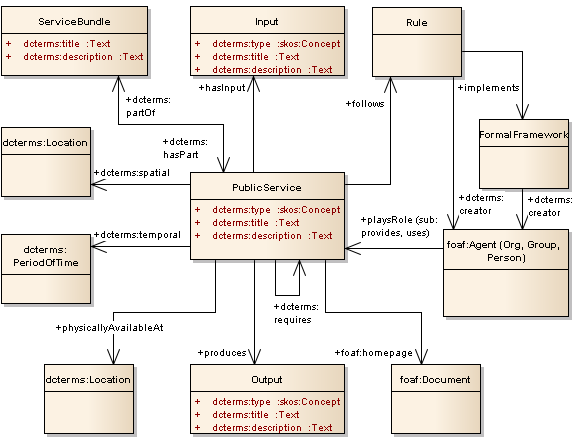 ServiceBundle
+ dcterms:title :Text
+ dcterms:description :Text
Input
+ dcterms:type :skos:Concept
+ dcterms:title :Text
+ dcterms:description :Text
Rule
+hasInput
+implements
+dcterms:
partOf
+follows
dcterms:Location
FormalFramework
+dcterms:
hasPart
+dcterms:spatial
PublicService
+ dcterms:type :skos:Concept
+ dcterms:title :Text
+ dcterms:description :Text
+dcterms:
creator
+dcterms:
creator
+playsRole (sub:
provides, uses)
dcterms:
PeriodOfTime
+dcterms:temporal
foaf:Agent (Org, Group,
Person)
+dcterms:
requires
+physicallyAvailableAt
+produces
+foaf:homepage
dcterms:Location
Output
+ dcterms:type :skos:Concept
+ dcterms:title :Text
+ dcterms:description :Text
foaf:Document